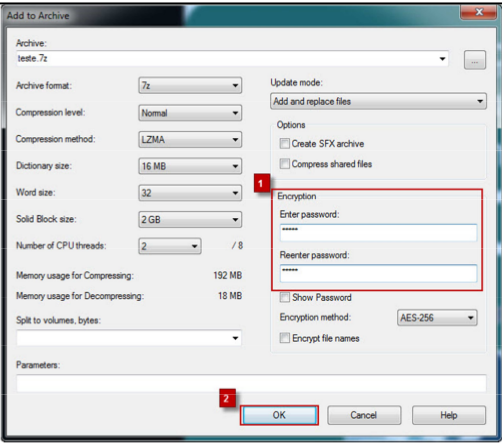 Add to Archive
Archive:
teste.7z
...
Archive format:
7z
Compression level:
Normal
Compression method:
LZMA
Dictionary size:
16 MB
Word size:
32
Solid Block size:
2 GB
Number of CPU threads:
2
/ 8
Memory usage for Compressing:
192 MB
Memory usage for Decompressing:
18 MB
Split to volumes, bytes:
Parameters:
Update mode:
Add and replace files
Options
Create SFX archive
Compress shared files
1
Encryption
Enter password:
*****
Reenter password:
*****
Show Password
Encryption method:
AES-256
Encrypt file names
2
OK
Cancel
Help